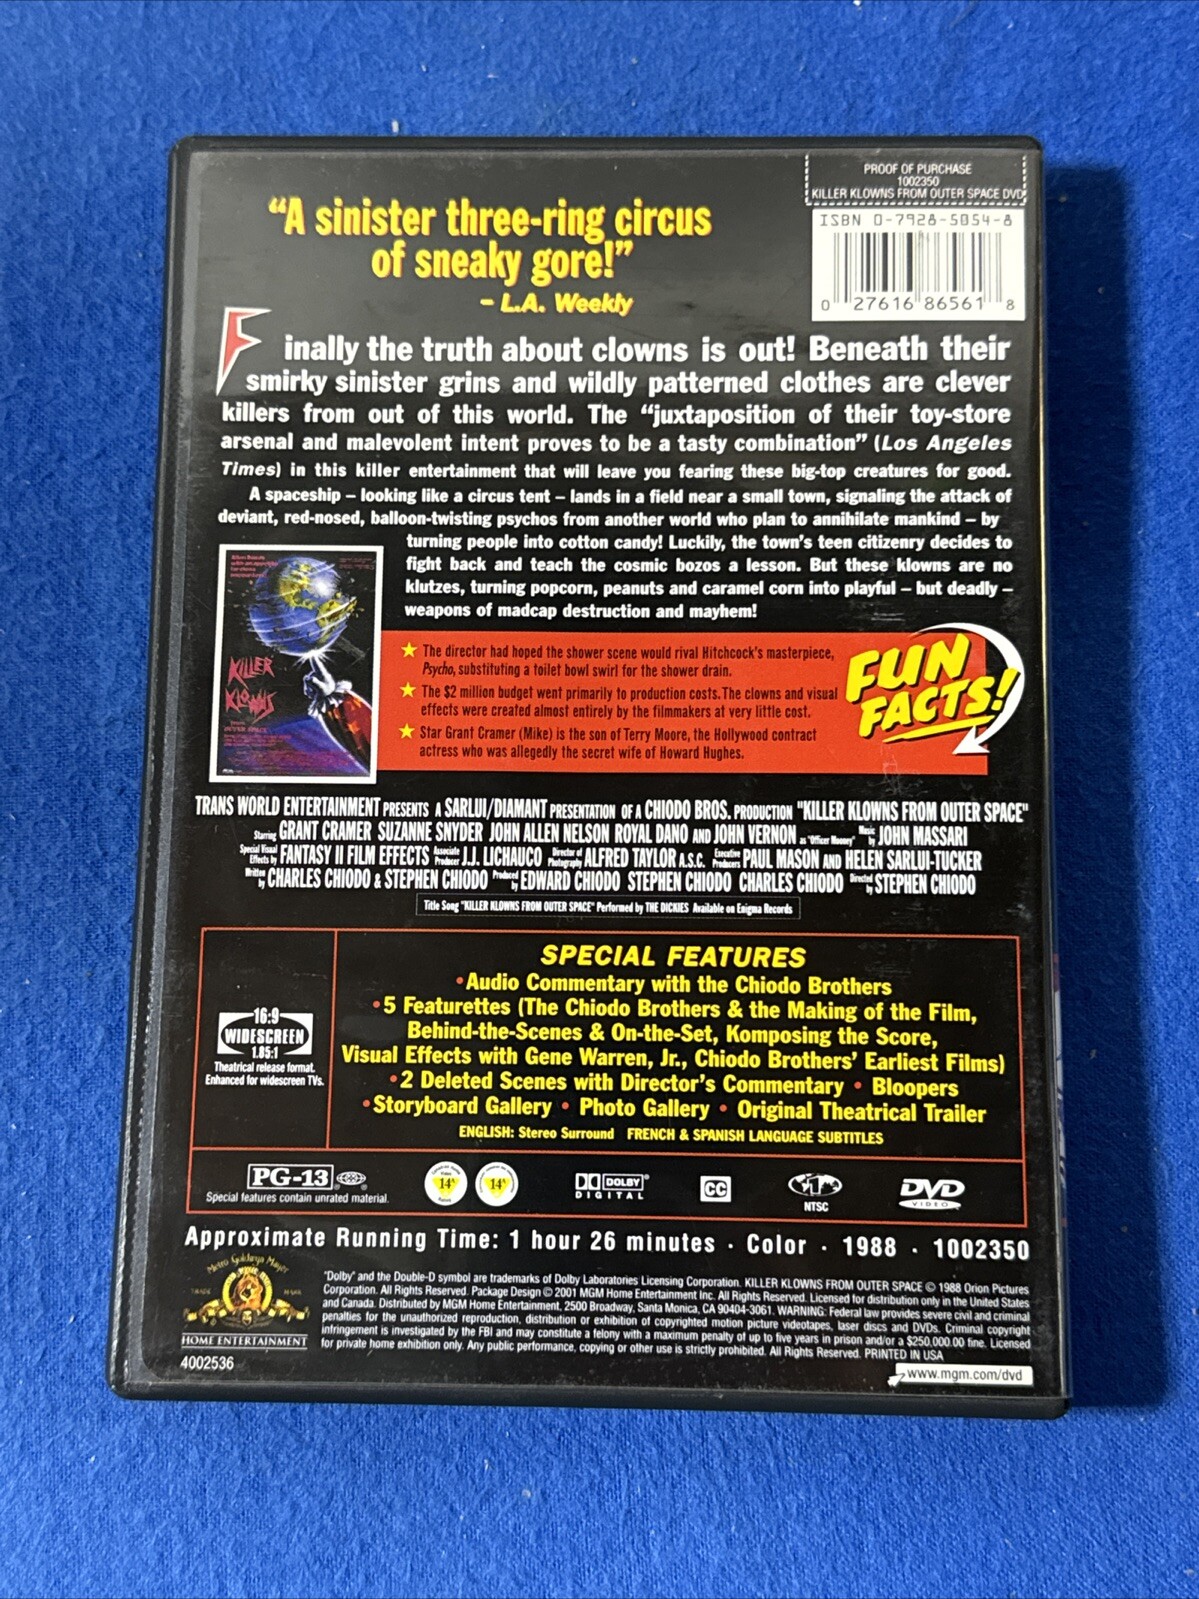 PROOF OF PURCHASE
1002350
KILLER KLOWNS FROM OUTER SPACE DVD
ISBN 0-7928-5054-8
0 27616 86561 8
"A sinister three-ring circus
of sneaky gore!"
– L.A. Weekly
Finally the truth about clowns is out! Beneath their
smirky sinister grins and wildly patterned clothes are clever
killers from out of this world. The "juxtaposition of their toy-store
arsenal and malevolent intent proves to be a tasty combination" (Los Angeles
Times) in this killer entertainment that will leave you fearing these big-top creatures for good.
A spaceship – looking like a circus tent – lands in a field near a small town, signaling the attack of
deviant, red-nosed, balloon-twisting psychos from another world who plan to annihilate mankind – by
turning people into cotton candy! Luckily, the town's teen citizenry decides to
fight back and teach the cosmic bozos a lesson. But these klowns are no
klutzes, turning popcorn, peanuts and caramel corn into playful – but deadly –
weapons of madcap destruction and mayhem!
KILLER
KLOWNS
FROM
OUTER SPACE
★ The director had hoped the shower scene would rival Hitchcock's masterpiece,
Psycho, substituting a toilet bowl swirl for the shower drain.
★ The $2 million budget went primarily to production costs. The clowns and visual
effects were created almost entirely by the filmmakers at very little cost.
★ Star Grant Cramer (Mike) is the son of Terry Moore, the Hollywood contract
actress who was allegedly the secret wife of Howard Hughes.
FUN
FACTS!
TRANS WORLD ENTERTAINMENT PRESENTS A SARLUI/DIAMANT PRESENTATION OF A CHIODO BROS. PRODUCTION "KILLER KLOWNS FROM OUTER SPACE"
Starring GRANT CRAMER SUZANNE SNYDER JOHN ALLEN NELSON ROYAL DANO AND JOHN VERNON as "Officer Mooney" Music by JOHN MASSARI
Special Visual Effects by FANTASY II FILM EFFECTS Associate Producer J.J. LICHAUCO Director of Photography ALFRED TAYLOR A.S.C. Executive Producers PAUL MASON AND HELEN SARLUI-TUCKER
Written by CHARLES CHIODO & STEPHEN CHIODO Produced by EDWARD CHIODO STEPHEN CHIODO CHARLES CHIODO Directed by STEPHEN CHIODO
Title Song "KILLER KLOWNS FROM OUTER SPACE" Performed by THE DICKIES Available on Enigma Records
16:9
WIDESCREEN
1.85:1
Theatrical release format.
Enhanced for widescreen TVs.
SPECIAL FEATURES
•Audio Commentary with the Chiodo Brothers
•5 Featurettes (The Chiodo Brothers & the Making of the Film,
Behind-the-Scenes & On-the-Set, Komposing the Score,
Visual Effects with Gene Warren, Jr., Chiodo Brothers' Earliest Films)
•2 Deleted Scenes with Director's Commentary • Bloopers
•Storyboard Gallery • Photo Gallery • Original Theatrical Trailer
ENGLISH: Stereo Surround FRENCH & SPANISH LANGUAGE SUBTITLES
PG-13
Special features contain unrated material.
14A
14A
DOLBY
DIGITAL
CC
NTSC
DVD
VIDEO
Approximate Running Time: 1 hour 26 minutes · Color · 1988 · 1002350
Metro Goldwyn Mayer
HOME ENTERTAINMENT
4002536
"Dolby" and the Double-D symbol are trademarks of Dolby Laboratories Licensing Corporation. KILLER KLOWNS FROM OUTER SPACE © 1988 Orion Pictures
Corporation. All Rights Reserved. Package Design © 2001 MGM Home Entertainment Inc. All Rights Reserved. Licensed for distribution only in the United States
and Canada. Distributed by MGM Home Entertainment, 2500 Broadway, Santa Monica, CA 90404-3061. WARNING: Federal law provides severe civil and criminal
penalties for the unauthorized reproduction, distribution or exhibition of copyrighted motion picture videotapes, laser discs and DVDs. Criminal copyright
infringement is investigated by the FBI and may constitute a felony with a maximum penalty of up to five years in prison and/or a $250,000.00 fine. Licensed
for private home exhibition only. Any public performance, copying or other use is strictly prohibited. All Rights Reserved. PRINTED IN USA
www.mgm.com/dvd